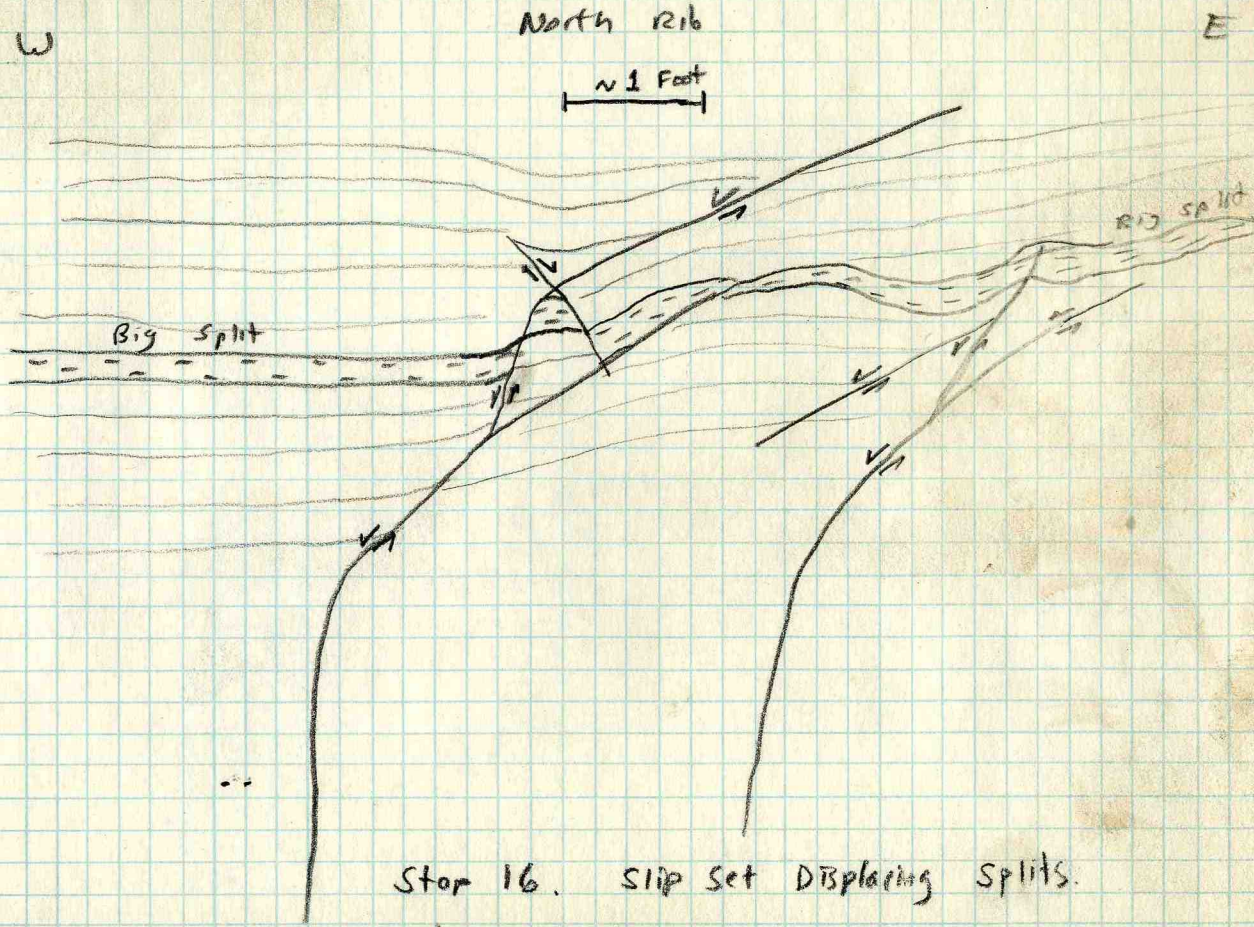 North Rib
W
E
~ 1 Foot
Big Split
Big Split
Stop 16. Slip Set Displacing Splits.